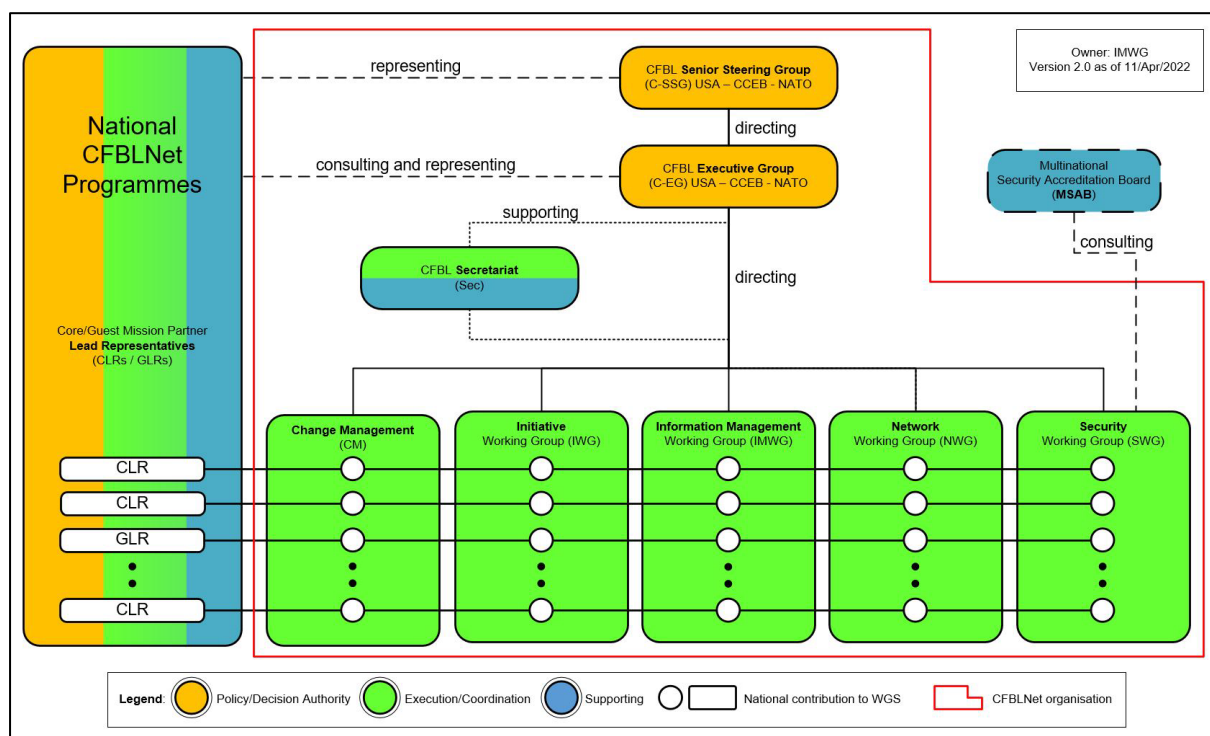 Owner: IMWG
Version 2.0 as of 11/Apr/2022
representing
CFBL Senior Steering Group
(C-SSG) USA – CCEB - NATO
directing
National
CFBLNet
Programmes
consulting and representing
CFBL Executive Group
(C-EG) USA – CCEB - NATO
Multinational
Security Accreditation Board
(MSAB)
supporting
consulting
CFBL Secretariat
(Sec)
directing
Core/Guest Mission Partner
Lead Representatives
(CLRs / GLRs)
Change Management
(CM)
Initiative
Working Group (IWG)
Information Management
Working Group (IMWG)
Network
Working Group (NWG)
Security
Working Group (SWG)
CLR
CLR
GLR
CLR
Legend:
Policy/Decision Authority
Execution/Coordination
Supporting
National contribution to WGS
CFBLNet organisation